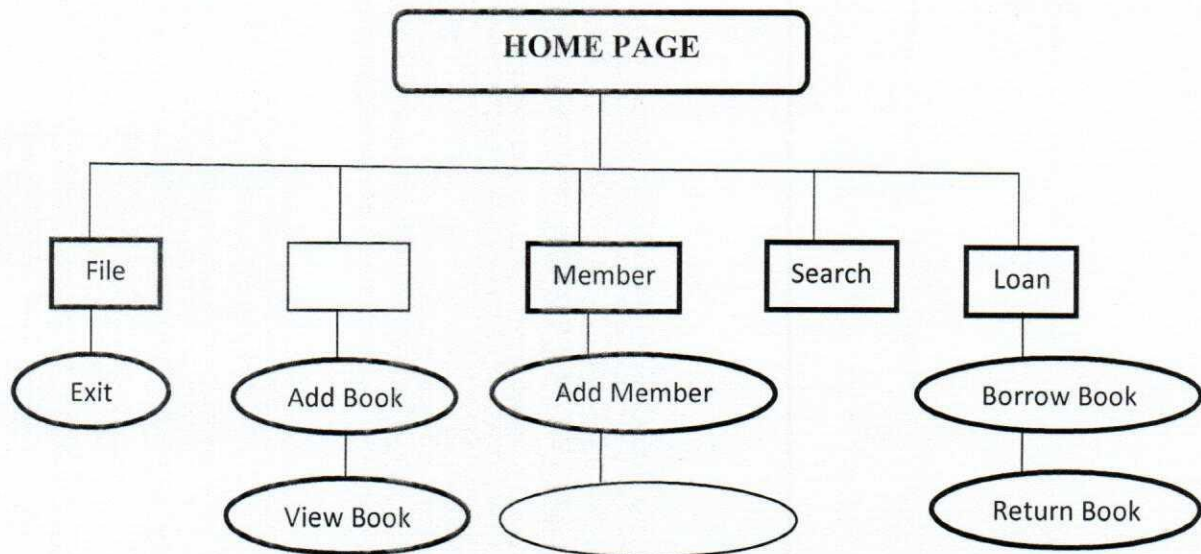 HOME PAGE
File
Member
Search
Loan
Exit
Add Book
Add Member
Borrow Book
View Book
Return Book